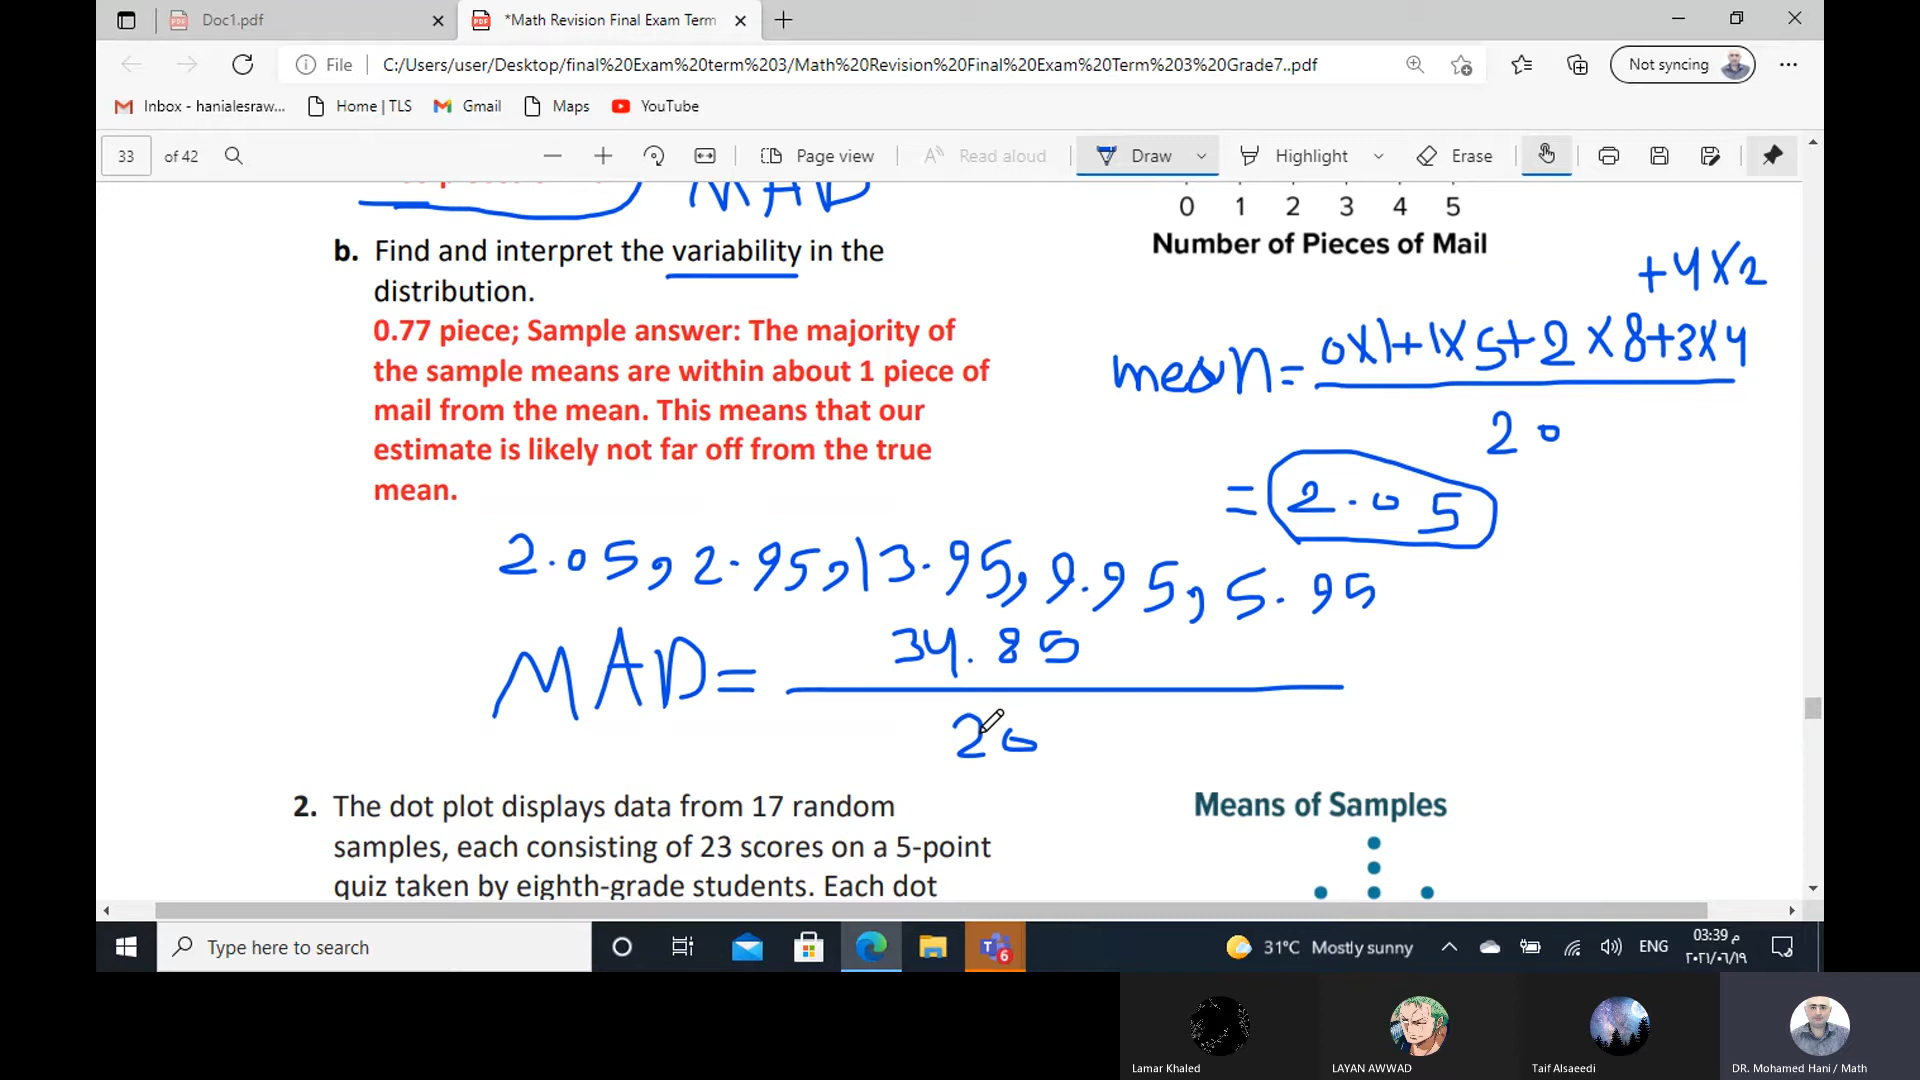 Doc1.pdf
*Math Revision Final Exam Term
File
C:/Users/user/Desktop/final%20Exam%20term%203/Math%20Revision%20Final%20Exam%20Term%203%20Grade7..pdf
Not syncing
Inbox - hanialesraw...
Home | TLS
Gmail
Maps
YouTube
33 of 42
Page view
Read aloud
Draw
Highlight
Erase
MAD
0 1 2 3 4 5
Number of Pieces of Mail
b. Find and interpret the variability in the
distribution.
0.77 piece; Sample answer: The majority of
the sample means are within about 1 piece of
mail from the mean. This means that our
estimate is likely not far off from the true
mean.
+4x2
mean = 0x1+1x5+2x8+3x4
20
= 2.05
2.05, 2.95, 13.95, 9.95, 5.95
MAD = 34.85
20
2. The dot plot displays data from 17 random
samples, each consisting of 23 scores on a 5-point
quiz taken by eighth-grade students. Each dot
Means of Samples
Type here to search
6
31°C Mostly sunny
ENG
03:39 م
٢٠٢١/٠٦/١٩
Lamar Khaled
LAYAN AWWAD
Taif Alsaeedi
DR. Mohamed Hani / Math